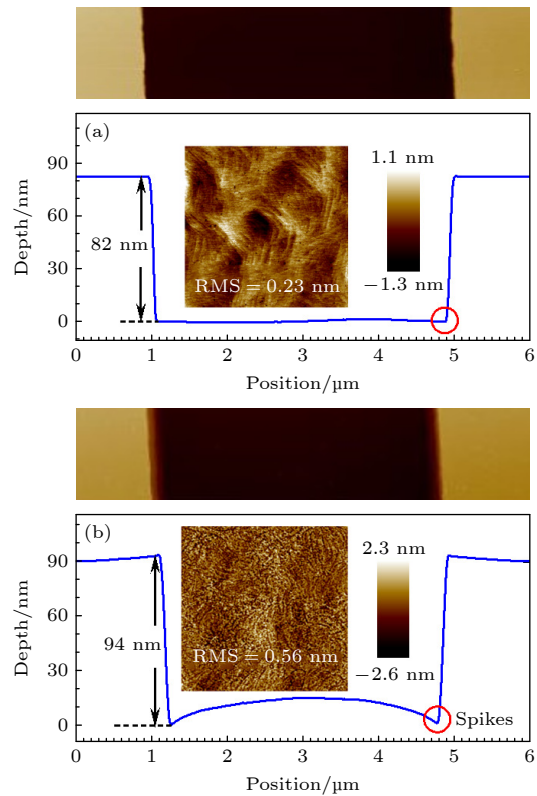 (a)
1.1 nm
−1.3 nm
RMS = 0.23 nm
82 nm
Depth/nm
90
60
30
0
0 1 2 3 4 5 6
Position/µm
(b)
2.3 nm
−2.6 nm
RMS = 0.56 nm
94 nm
Spikes
Depth/nm
90
60
30
0
0 1 2 3 4 5 6
Position/µm